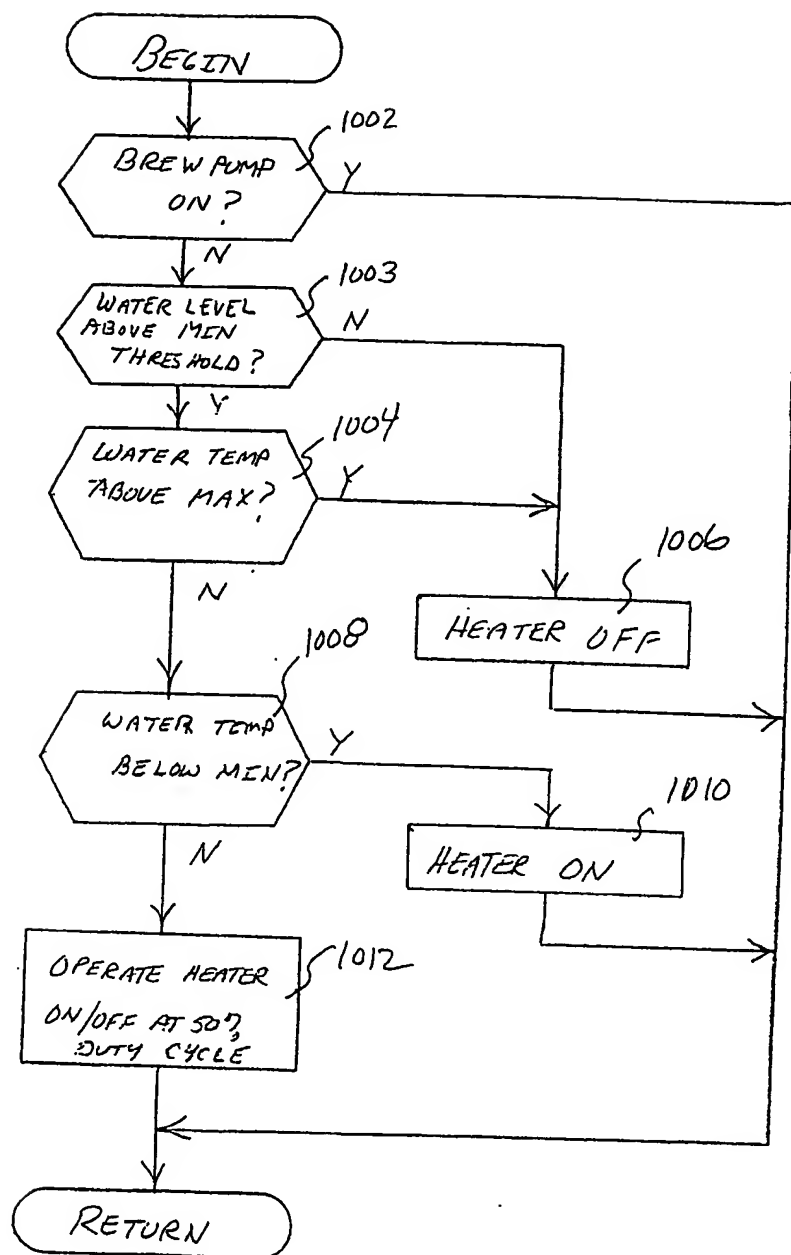 BEGIN
1002
BREW PUMP
ON?
Y
N
1003
WATER LEVEL
ABOVE MIN
THRESHOLD?
N
Y
1004
WATER TEMP
ABOVE MAX?
Y
N
1006
HEATER OFF
1008
WATER TEMP
BELOW MIN?
Y
N
1010
HEATER ON
1012
OPERATE HEATER
ON/OFF AT 50%
DUTY CYCLE
RETURN